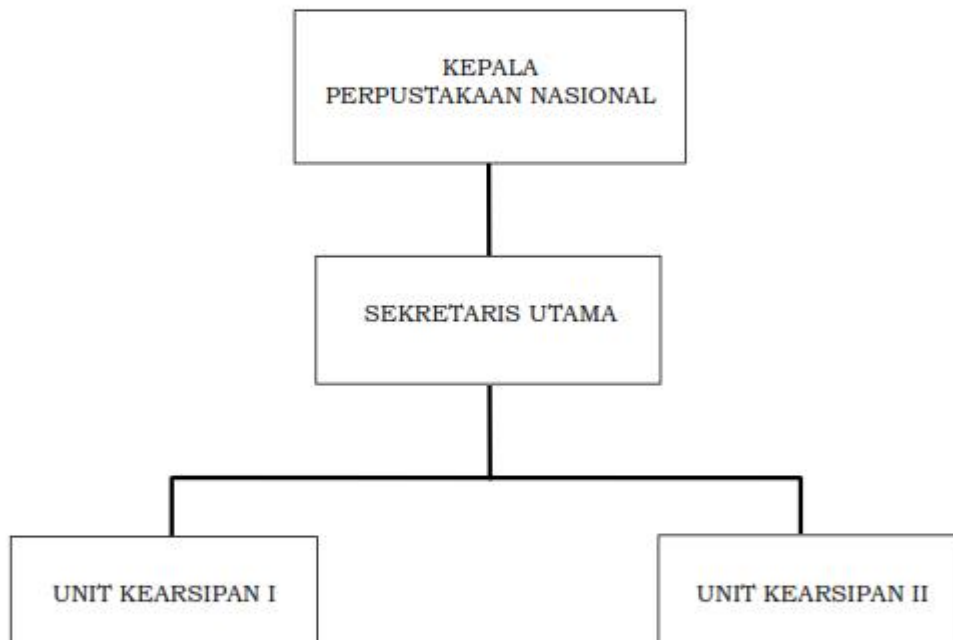 KEPALA
PERPUSTAKAAN NASIONAL
SEKRETARIS UTAMA
UNIT KEARSIPAN I
UNIT KEARSIPAN II